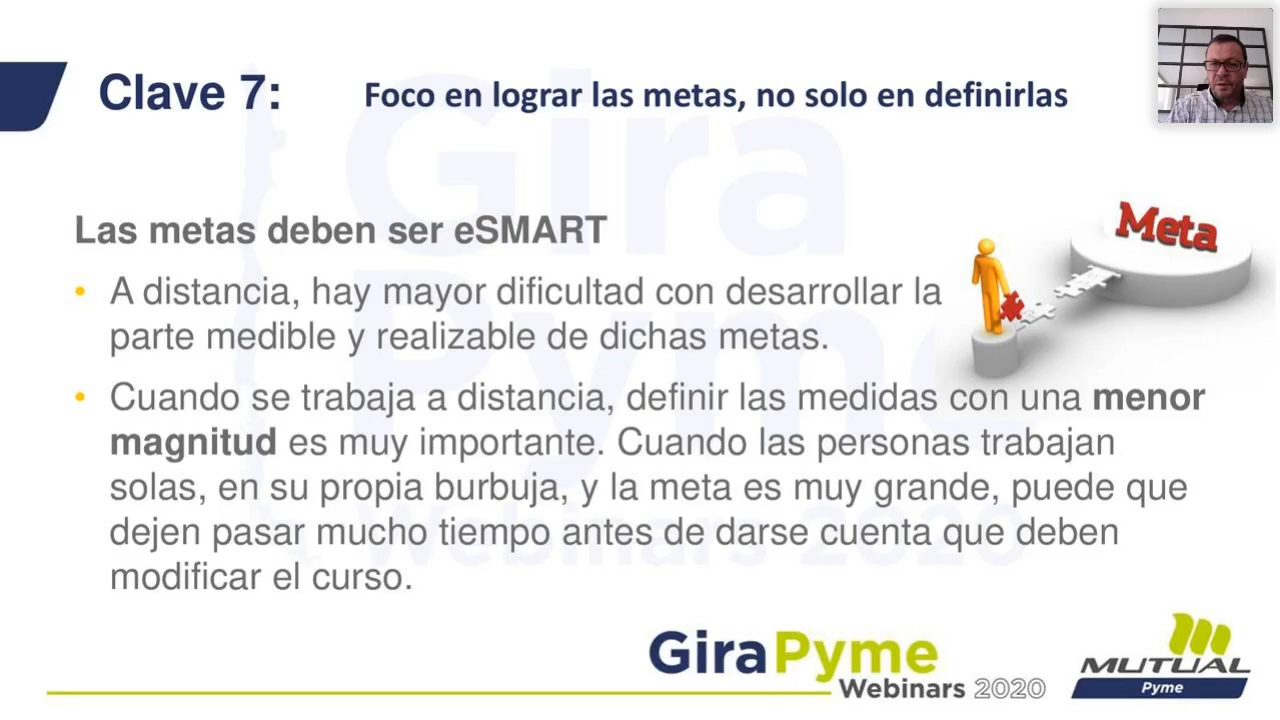 Clave 7:
Foco en lograr las metas, no solo en definirlas
Meta
Las metas deben ser eSMART
• A distancia, hay mayor dificultad con desarrollar la
parte medible y realizable de dichas metas.
• Cuando se trabaja a distancia, definir las medidas con una menor
magnitud es muy importante. Cuando las personas trabajan
solas, en su propia burbuja, y la meta es muy grande, puede que
dejen pasar mucho tiempo antes de darse cuenta que deben
modificar el curso.
Gira
Pyme
Webinars 2020
GiraPyme
Webinars 2020
MUTUAL
Pyme